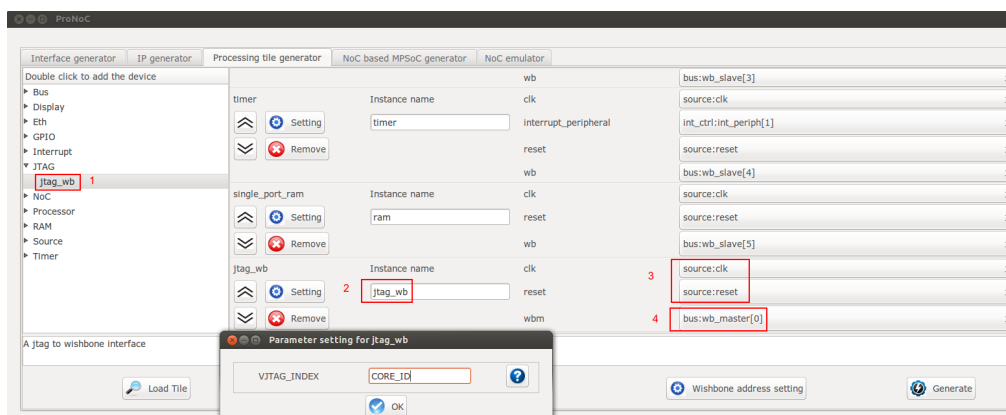 ProNoC
Interface generator IP generator Processing tile generator NoC based MPSoC generator NoC emulator
Double click to add the device
Bus
Display
Eth
GPIO
Interrupt
JTAG
jtag_wb 1
NoC
Processor
RAM
Source
Timer
wb bus:wb_slave[3]
timer Instance name clk source:clk
Setting timer interrupt_peripheral int_ctrl:int_periph[1]
Remove reset source:reset
wb bus:wb_slave[4]
single_port_ram Instance name clk source:clk
Setting ram reset source:reset
Remove wb bus:wb_slave[5]
jtag_wb Instance name clk 3 source:clk
Setting 2 jtag_wb reset source:reset
Remove wbm 4 bus:wb_master[0]
A jtag to wishbone interface
Parameter setting for jtag_wb
VJTAG_INDEX CORE_ID
OK
Load Tile
Wishbone address setting
Generate